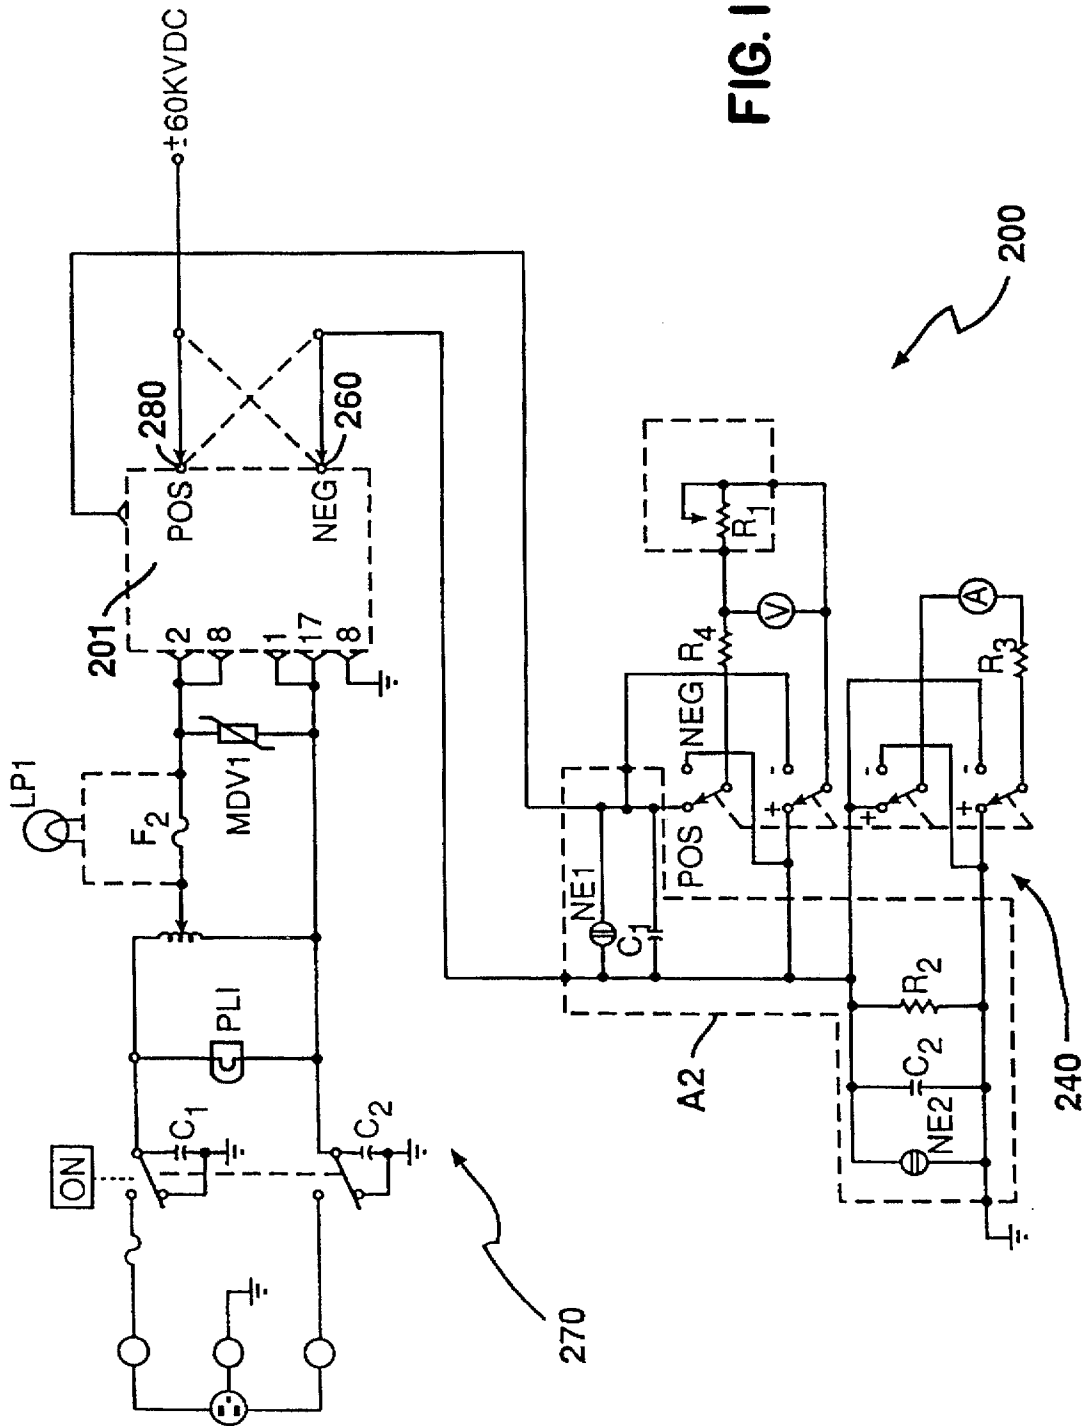 ±60KVDC
FIG. 1
LP1
F2
MDV1
201
2
8
1
17
8
POS
NEG
280
260
ON
C1
C2
PLI
270
200
A2
NE1
C1
POS
NEG
R4
V
R1
+
-
+
-
+
-
A
R3
R2
C2
NE2
240